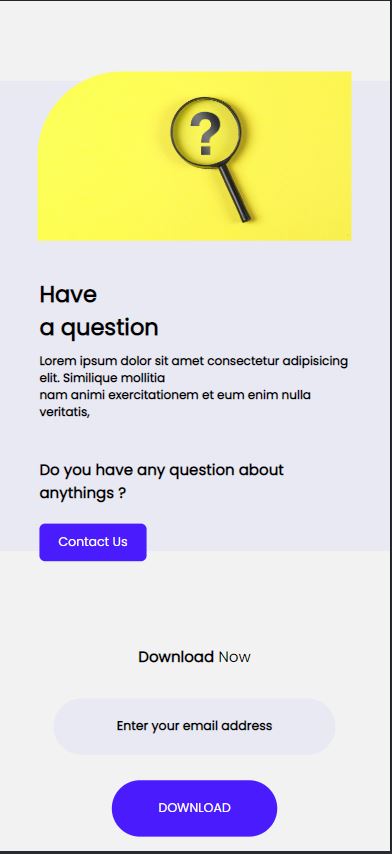 ?
Have
a question
Lorem ipsum dolor sit amet consectetur adipisicing
elit. Similique mollitia
nam animi exercitationem et eum enim nulla
veritatis,
Do you have any question about
anythings ?
Contact Us
Download Now
Enter your email address
DOWNLOAD